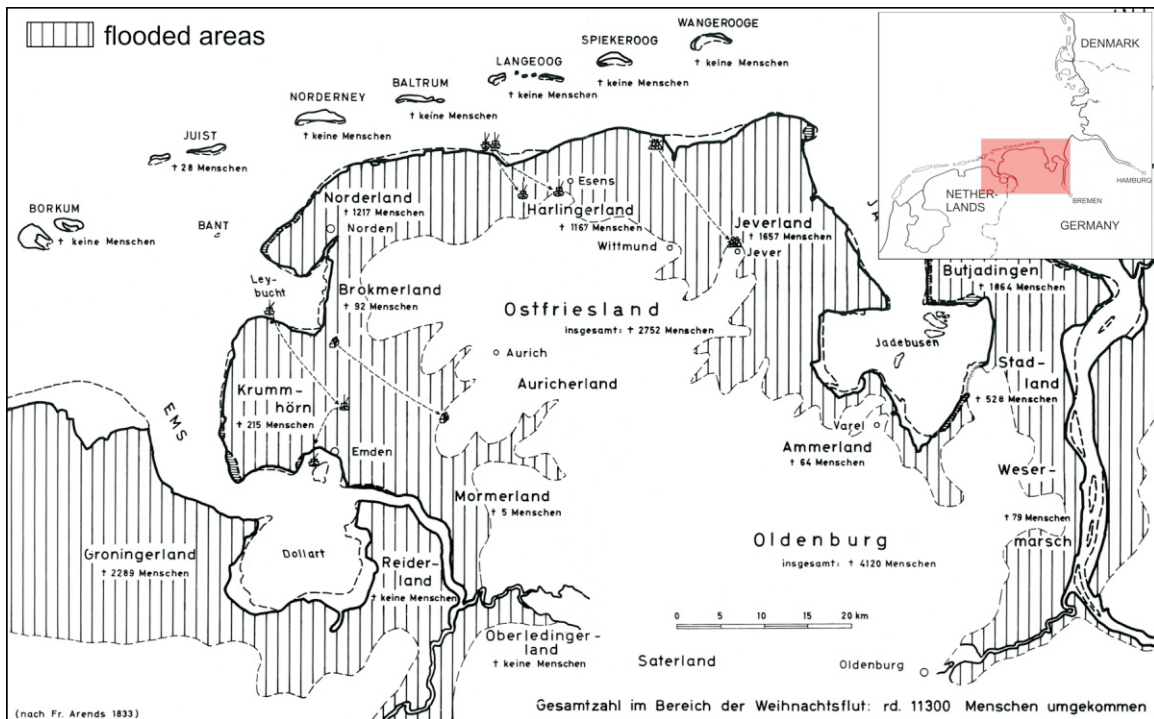 flooded areas
WANGEROOGE
† keine Menschen
SPIEKEROOG
† keine Menschen
LANGEOOG
† keine Menschen
BALTRUM
† keine Menschen
NORDERNEY
† keine Menschen
JUIST
† 28 Menschen
BORKUM
† keine Menschen
BANT
DENMARK
HAMBURG
BREMEN
NETHER-
LANDS
GERMANY
Norderland
† 1217 Menschen
Norden
Esens
Harlingerland
† 1167 Menschen
Wittmund
Jeverland
† 1657 Menschen
Jever
Butjadingen
† 1864 Menschen
Ley-
bucht
Brokmerland
† 92 Menschen
Ostfriesland
insgesamt: † 2752 Menschen
Aurich
Auricherland
Jadebusen
Stad-
land
† 528 Menschen
Krumm-
hörn
† 215 Menschen
EMS
Emden
Varel
Ammerland
† 64 Menschen
Mormerland
† 5 Menschen
Weser-
† 79 Menschen
marsch
Groningerland
† 2289 Menschen
Dollart
Reider-
land
† keine Menschen
Oldenburg
insgesamt: † 4120 Menschen
Oberledinger-
land
† keine Menschen
0 5 10 15 20 km
Saterland
Oldenburg
(nach Fr. Arends 1833)
Gesamtzahl im Bereich der Weihnachtsflut: rd. 11300 Menschen umgekommen